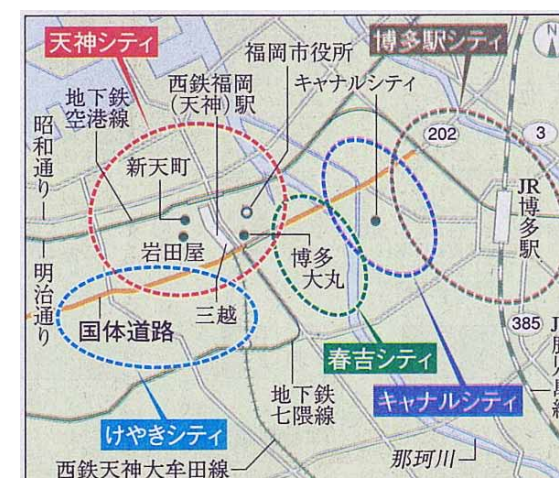 天神シティ
福岡市役所
博多駅シティ
N
西鉄福岡
(天神)駅
キャナルシティ
地下鉄
空港線
昭和通り
202
3
新天町
JR
博多駅
岩田屋
博多
大丸
明治通り
三越
国体道路
385
春吉シティ
キャナルシティ
地下鉄
七隈線
けやきシティ
西鉄天神大牟田線
那珂川